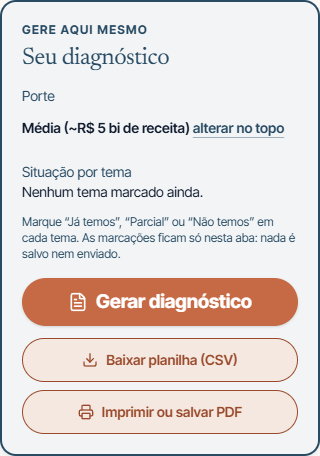 GERE AQUI MESMO
Seu diagnóstico
Porte
Média (~R$ 5 bi de receita) alterar no topo
Situação por tema
Nenhum tema marcado ainda.
Marque “Já temos”, “Parcial” ou “Não temos” em
cada tema. As marcações ficam só nesta aba: nada é
salvo nem enviado.
Gerar diagnóstico
Baixar planilha (CSV)
Imprimir ou salvar PDF